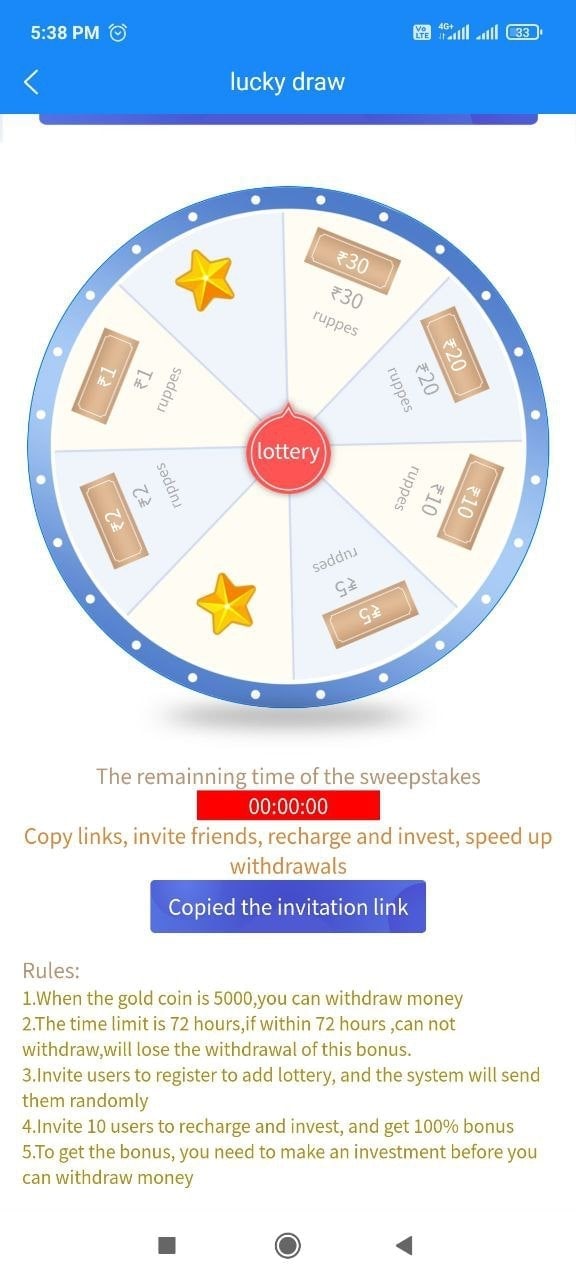 5:38 PM
Vo LTE 4G+ 33
lucky draw
₹30
₹30
ruppes
₹20
₹20
ruppes
₹10
₹10
ruppes
₹5
₹5
ruppes
₹2
₹2
ruppes
₹1
₹1
ruppes
lottery
The remainning time of the sweepstakes
00:00:00
Copy links, invite friends, recharge and invest, speed up
withdrawals
Copied the invitation link
Rules:
1.When the gold coin is 5000,you can withdraw money
2.The time limit is 72 hours,if within 72 hours ,can not
withdraw,will lose the withdrawal of this bonus.
3.Invite users to register to add lottery, and the system will send
them randomly
4.Invite 10 users to recharge and invest, and get 100% bonus
5.To get the bonus, you need to make an investment before you
can withdraw money